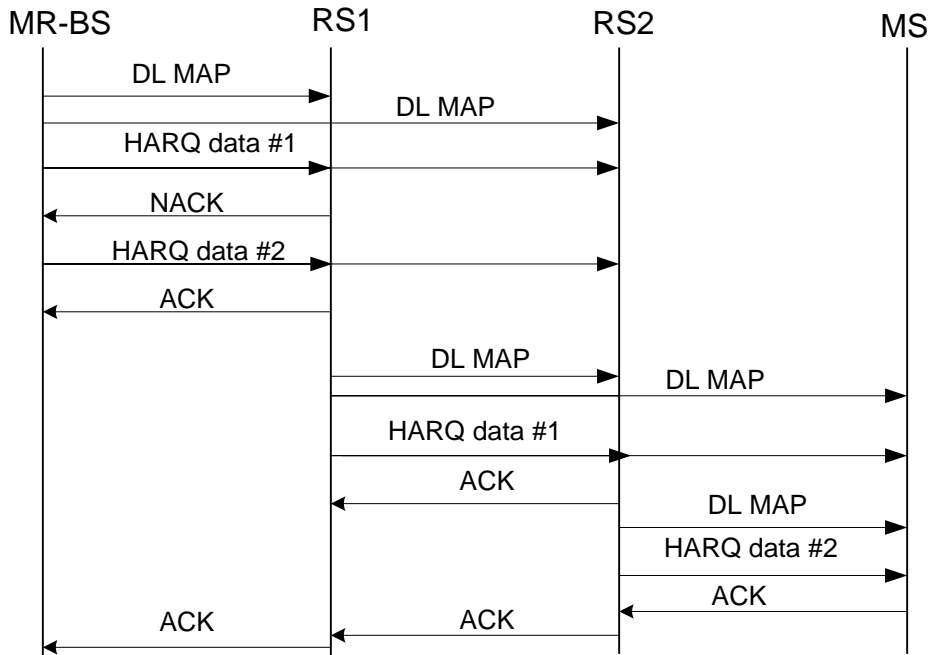 MR-BS
RS1
RS2
MS
DL MAP
DL MAP
HARQ data #1
NACK
HARQ data #2
ACK
DL MAP
DL MAP
HARQ data #1
ACK
DL MAP
HARQ data #2
ACK
ACK
ACK